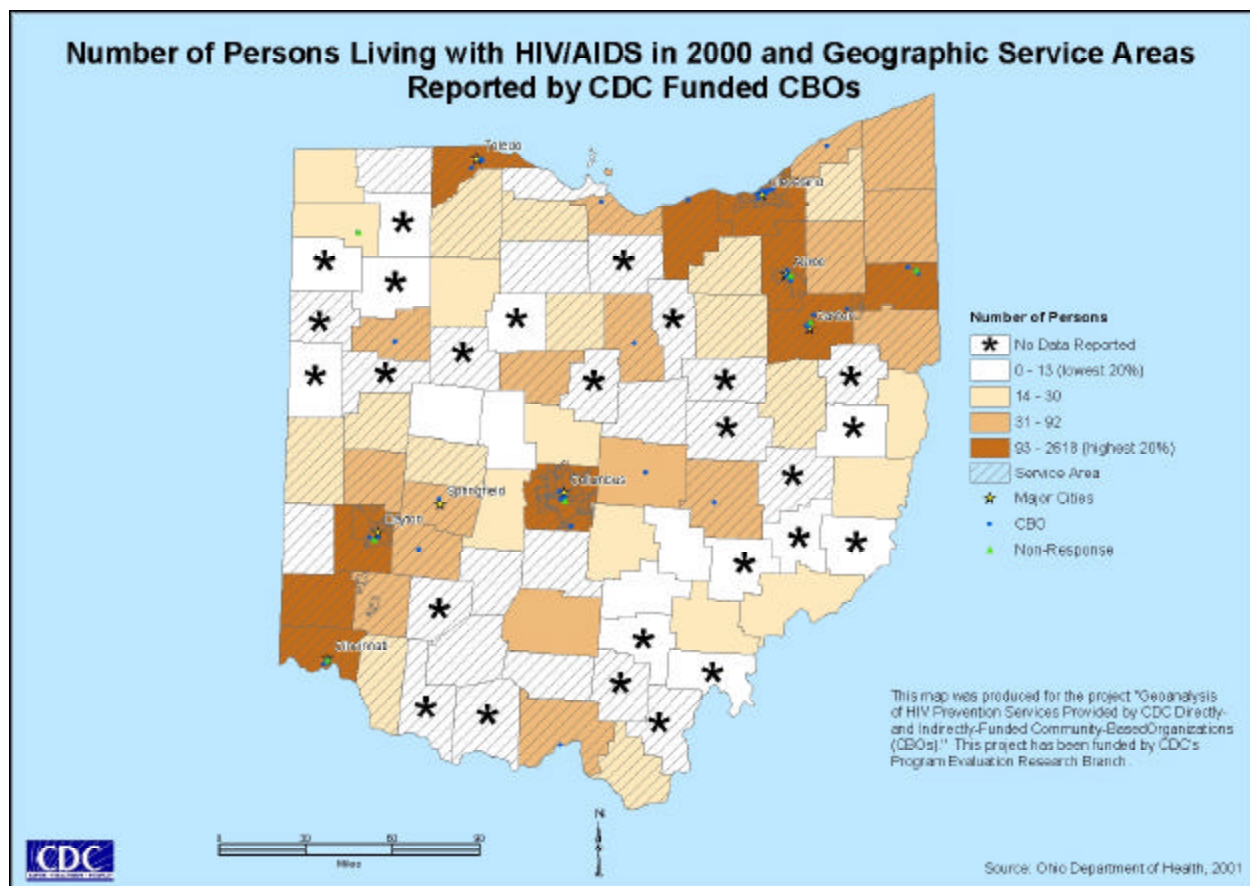 Number of Persons Living with HIV/AIDS in 2000 and Geographic Service Areas
Reported by CDC Funded CBOs
Toledo
Cleveland
Akron
Canton
Number of Persons
No Data Reported
0 - 13 (lowest 20%)
14 - 30
31 - 92
93 - 2618 (highest 20%)
Service Area
Major Cities
CBO
Non-Response
Springfield
Columbus
Dayton
Cincinnati
This map was produced for the project "Geoanalysis
of HIV Prevention Services Provided by CDC Directly-
and Indirectly-Funded Community-BasedOrganizations
(CBOs)." This project has been funded by CDC's
Program Evaluation Research Branch.
N
0 30 60 90
Miles
CDC
Source: Ohio Department of Health, 2001